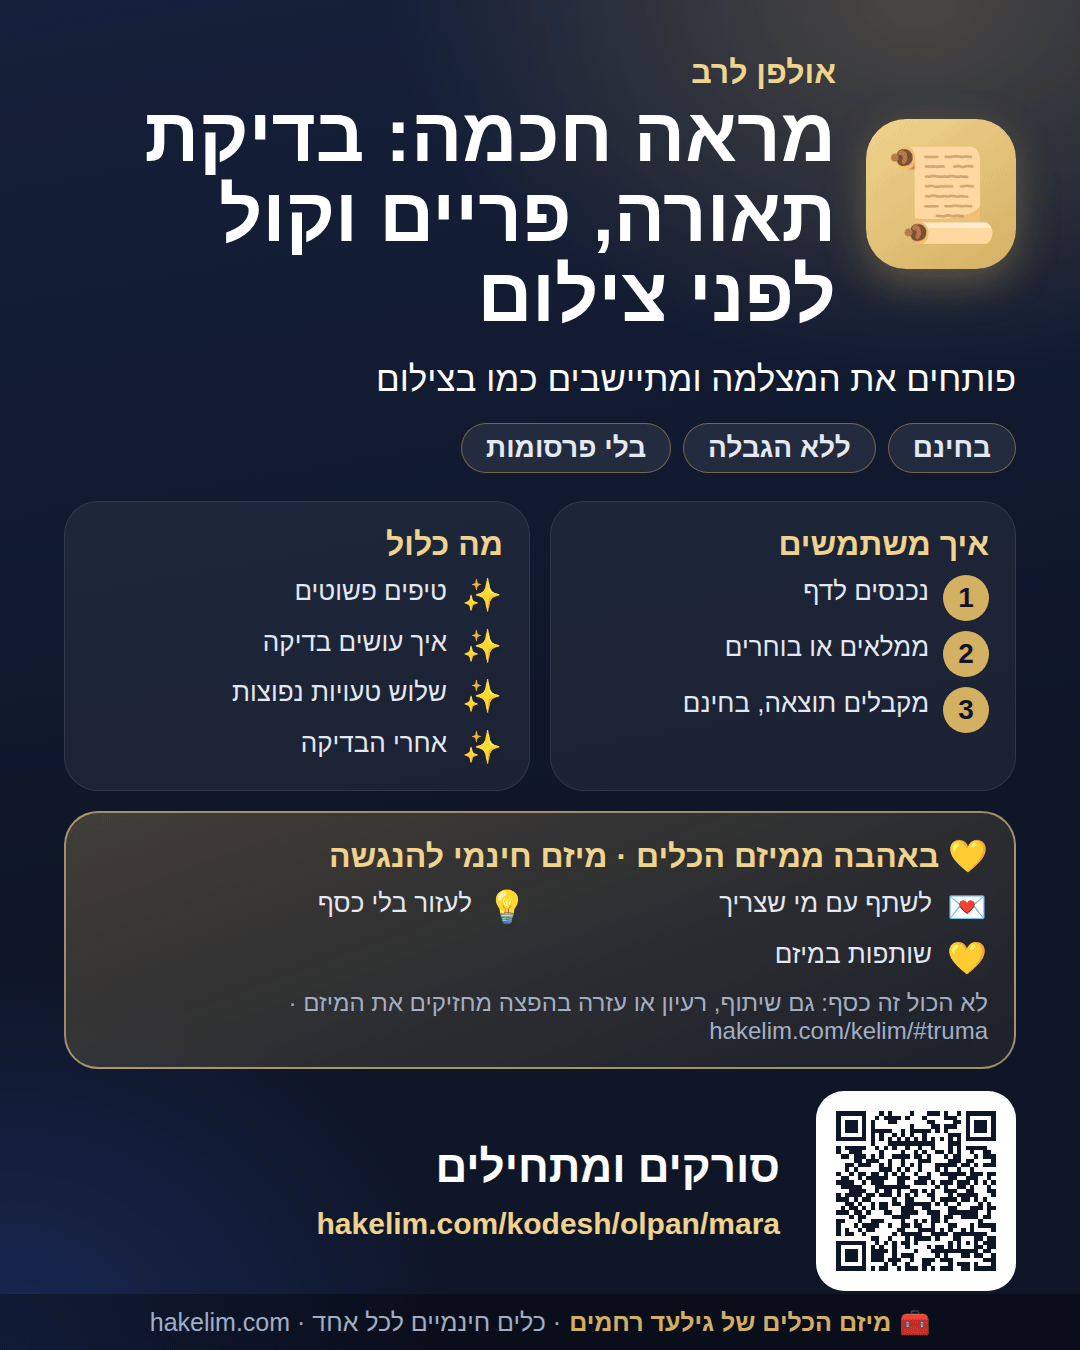 אולפן לרב
מראה חכמה: בדיקת
תאורה, פריים וקול
לפני צילום
פותחים את המצלמה ומתיישבים כמו בצילום
בחינם
ללא הגבלה
בלי פרסומות
איך משתמשים
1 נכנסים לדף
2 ממלאים או בוחרים
3 מקבלים תוצאה, בחינם
מה כלול
טיפים פשוטים
איך עושים בדיקה
שלוש טעויות נפוצות
אחרי הבדיקה
באהבה ממיזם הכלים · מיזם חינמי להנגשה
לשתף עם מי שצריך
לעזור בלי כסף
שותפות במיזם
לא הכול זה כסף: גם שיתוף, רעיון או עזרה בהפצה מחזיקים את המיזם ·
hakelim.com/kelim/#truma
סורקים ומתחילים
hakelim.com/kodesh/olpan/mara
מיזם הכלים של גילעד רחמים · כלים חינמיים לכל אחד · hakelim.com